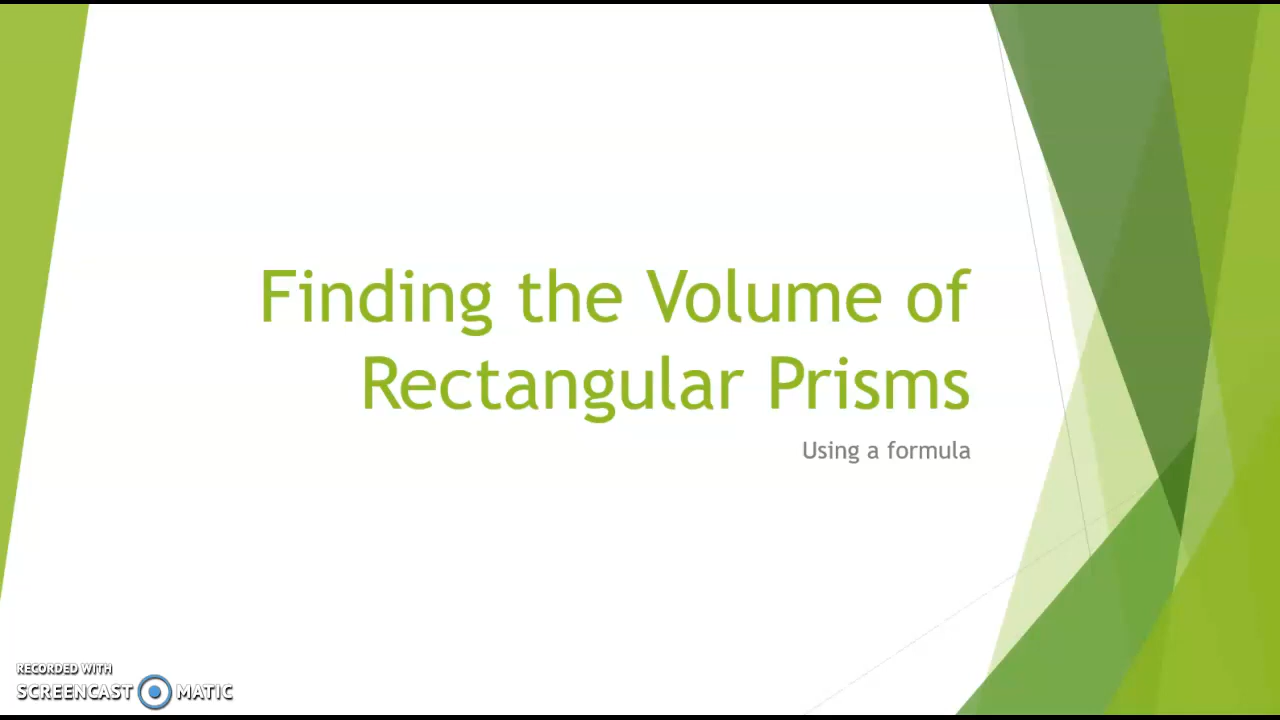 Finding the Volume of
Rectangular Prisms
Using a formula
RECORDED WITH
SCREENCAST MATIC